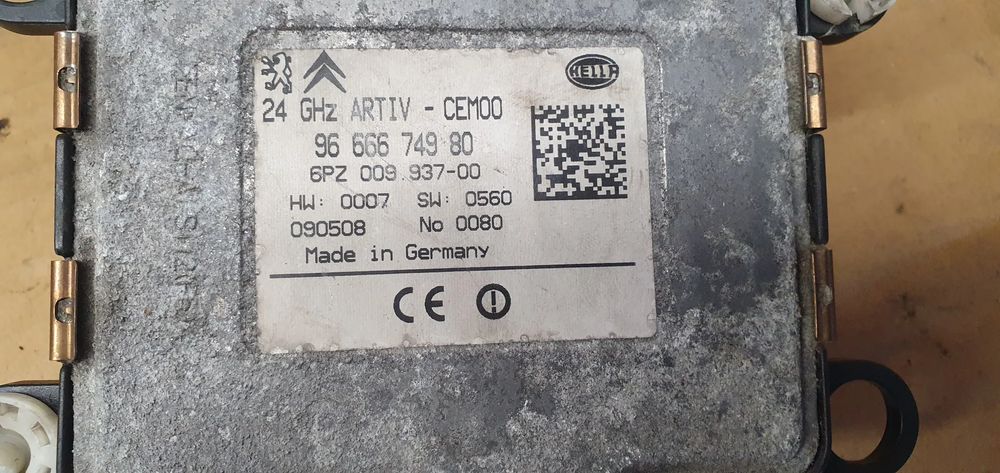 HELLA
24 GHz ARTIV - CEM00
96 666 749 80
6PZ 009 937-00
HW: 0007 SW: 0560
090508 No 0080
Made in Germany
CE